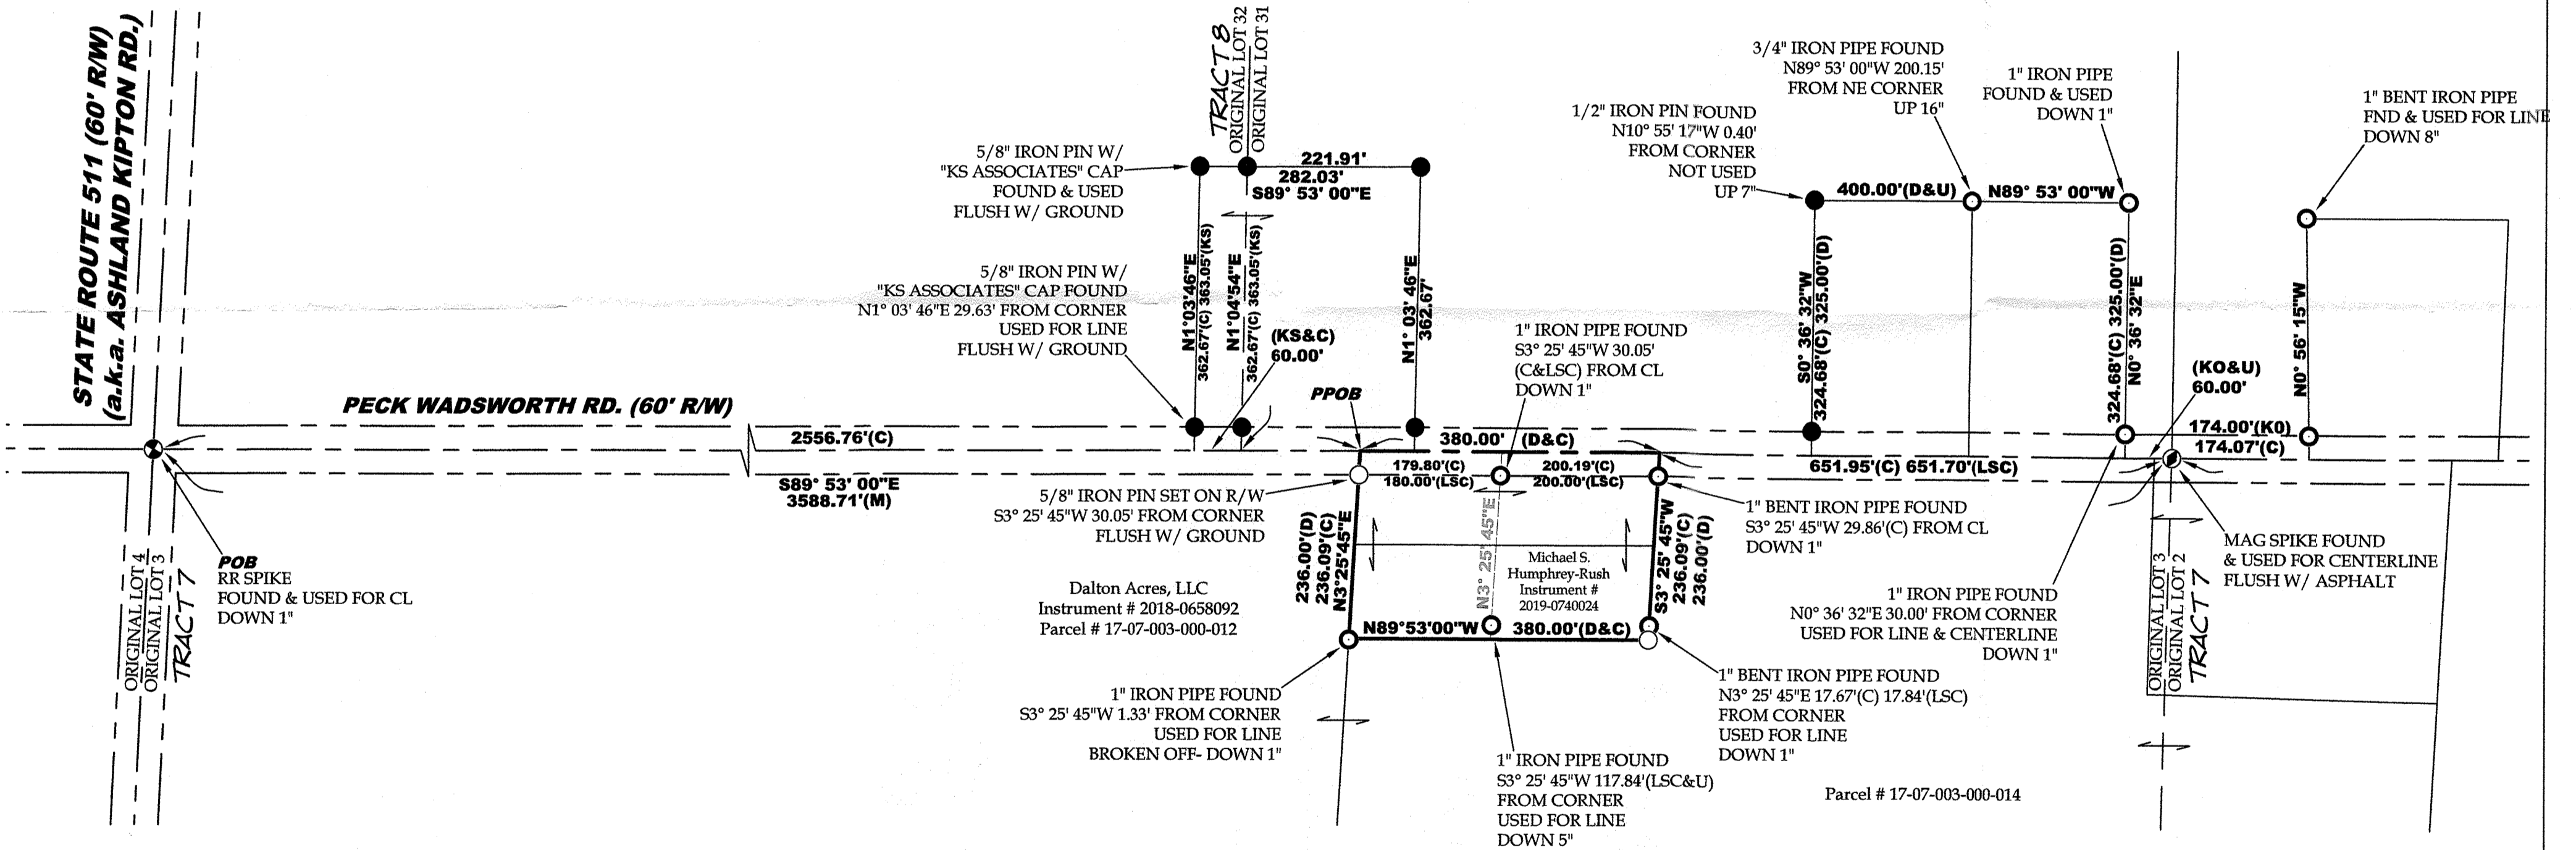 STATE ROUTE 511 (60' R/W)
(a.k.a. ASHLAND KIPTON RD.)
PECK WADSWORTH RD. (60' R/W)
2556.76'(C)
S89° 53' 00"E
3588.71'(M)
POB
RR SPIKE
FOUND & USED FOR CL
DOWN 1"
ORIGINAL LOT 4
ORIGINAL LOT 3
TRACT 7
TRACT 8
ORIGINAL LOT 32
ORIGINAL LOT 31
5/8" IRON PIN W/
"KS ASSOCIATES" CAP
FOUND & USED
FLUSH W/ GROUND
221.91'
282.03'
S89° 53' 00"E
5/8" IRON PIN W/
"KS ASSOCIATES" CAP FOUND
N1° 03' 46"E 29.63' FROM CORNER
USED FOR LINE
FLUSH W/ GROUND
N1°03'46"E
362.67'(C) 363.05'(KS)
N1°04'54"E
362.67'(C) 363.05'(KS)
(KS&C)
60.00'
N1° 03' 46"E
362.67'
PPOB
1" IRON PIPE FOUND
S3° 25' 45"W 30.05'
(C&LSC) FROM CL
DOWN 1"
380.00' (D&C)
179.80'(C)
180.00'(LSC)
200.19'(C)
200.00'(LSC)
5/8" IRON PIN SET ON R/W
S3° 25' 45"W 30.05' FROM CORNER
FLUSH W/ GROUND
236.00'(D)
236.09'(C)
N3°25'45"E
N3° 25' 45"E
Michael S.
Humphrey-Rush
Instrument #
2019-0740024
S3° 25' 45"W
236.09'(C)
236.00'(D)
N89°53'00"W
380.00'(D&C)
Dalton Acres, LLC
Instrument # 2018-0658092
Parcel # 17-07-003-000-012
1" IRON PIPE FOUND
S3° 25' 45"W 1.33' FROM CORNER
USED FOR LINE
BROKEN OFF- DOWN 1"
1" IRON PIPE FOUND
S3° 25' 45"W 117.84'(LSC&U)
FROM CORNER
USED FOR LINE
DOWN 5"
1" BENT IRON PIPE FOUND
N3° 25' 45"E 17.67'(C) 17.84'(LSC)
FROM CORNER
USED FOR LINE
DOWN 1"
1" BENT IRON PIPE FOUND
S3° 25' 45"W 29.86'(C) FROM CL
DOWN 1"
1/2" IRON PIN FOUND
N10° 55' 17"W 0.40'
FROM CORNER
NOT USED
UP 7"
3/4" IRON PIPE FOUND
N89° 53' 00"W 200.15'
FROM NE CORNER
UP 16"
1" IRON PIPE
FOUND & USED
DOWN 1"
1" BENT IRON PIPE
FND & USED FOR LINE
DOWN 8"
400.00'(D&U)
N89° 53' 00"W
S0° 36' 32"W
324.68'(C) 325.00'(D)
324.68'(C) 325.00'(D)
N0° 36' 32"E
(KO&U)
60.00'
N0° 56' 15"W
174.00'(KO)
174.07'(C)
651.95'(C) 651.70'(LSC)
1" IRON PIPE FOUND
N0° 36' 32"E 30.00' FROM CORNER
USED FOR LINE & CENTERLINE
DOWN 1"
MAG SPIKE FOUND
& USED FOR CENTERLINE
FLUSH W/ ASPHALT
ORIGINAL LOT 3
ORIGINAL LOT 2
TRACT 7
Parcel # 17-07-003-000-014